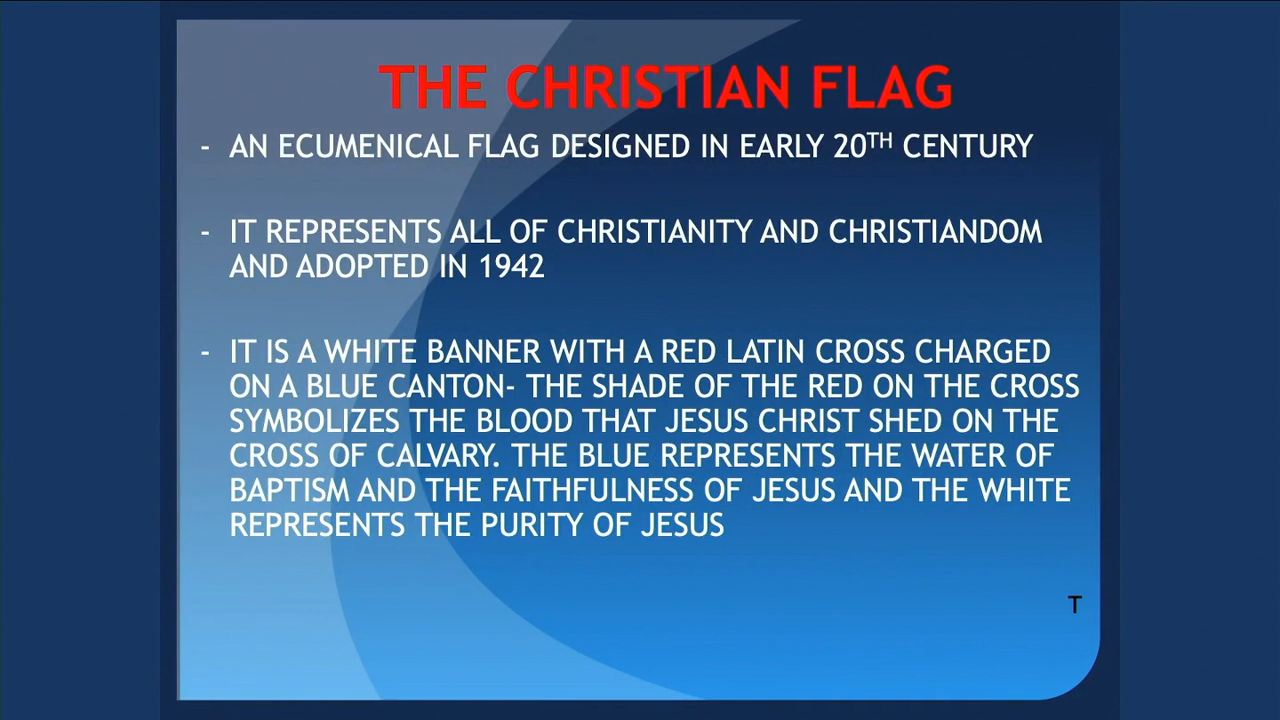 THE CHRISTIAN FLAG
- AN ECUMENICAL FLAG DESIGNED IN EARLY 20TH CENTURY
- IT REPRESENTS ALL OF CHRISTIANITY AND CHRISTIANDOM
AND ADOPTED IN 1942
- IT IS A WHITE BANNER WITH A RED LATIN CROSS CHARGED
ON A BLUE CANTON- THE SHADE OF THE RED ON THE CROSS
SYMBOLIZES THE BLOOD THAT JESUS CHRIST SHED ON THE
CROSS OF CALVARY. THE BLUE REPRESENTS THE WATER OF
BAPTISM AND THE FAITHFULNESS OF JESUS AND THE WHITE
REPRESENTS THE PURITY OF JESUS
T